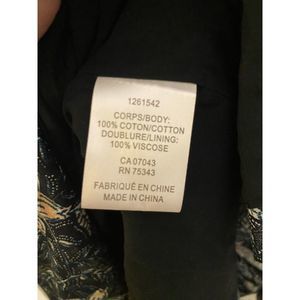 1261542
CORPS/BODY:
100% COTON/COTTON
DOUBLURE/LINING:
100% VISCOSE
CA 07043
RN 75343
FABRIQUÉ EN CHINE
MADE IN CHINA